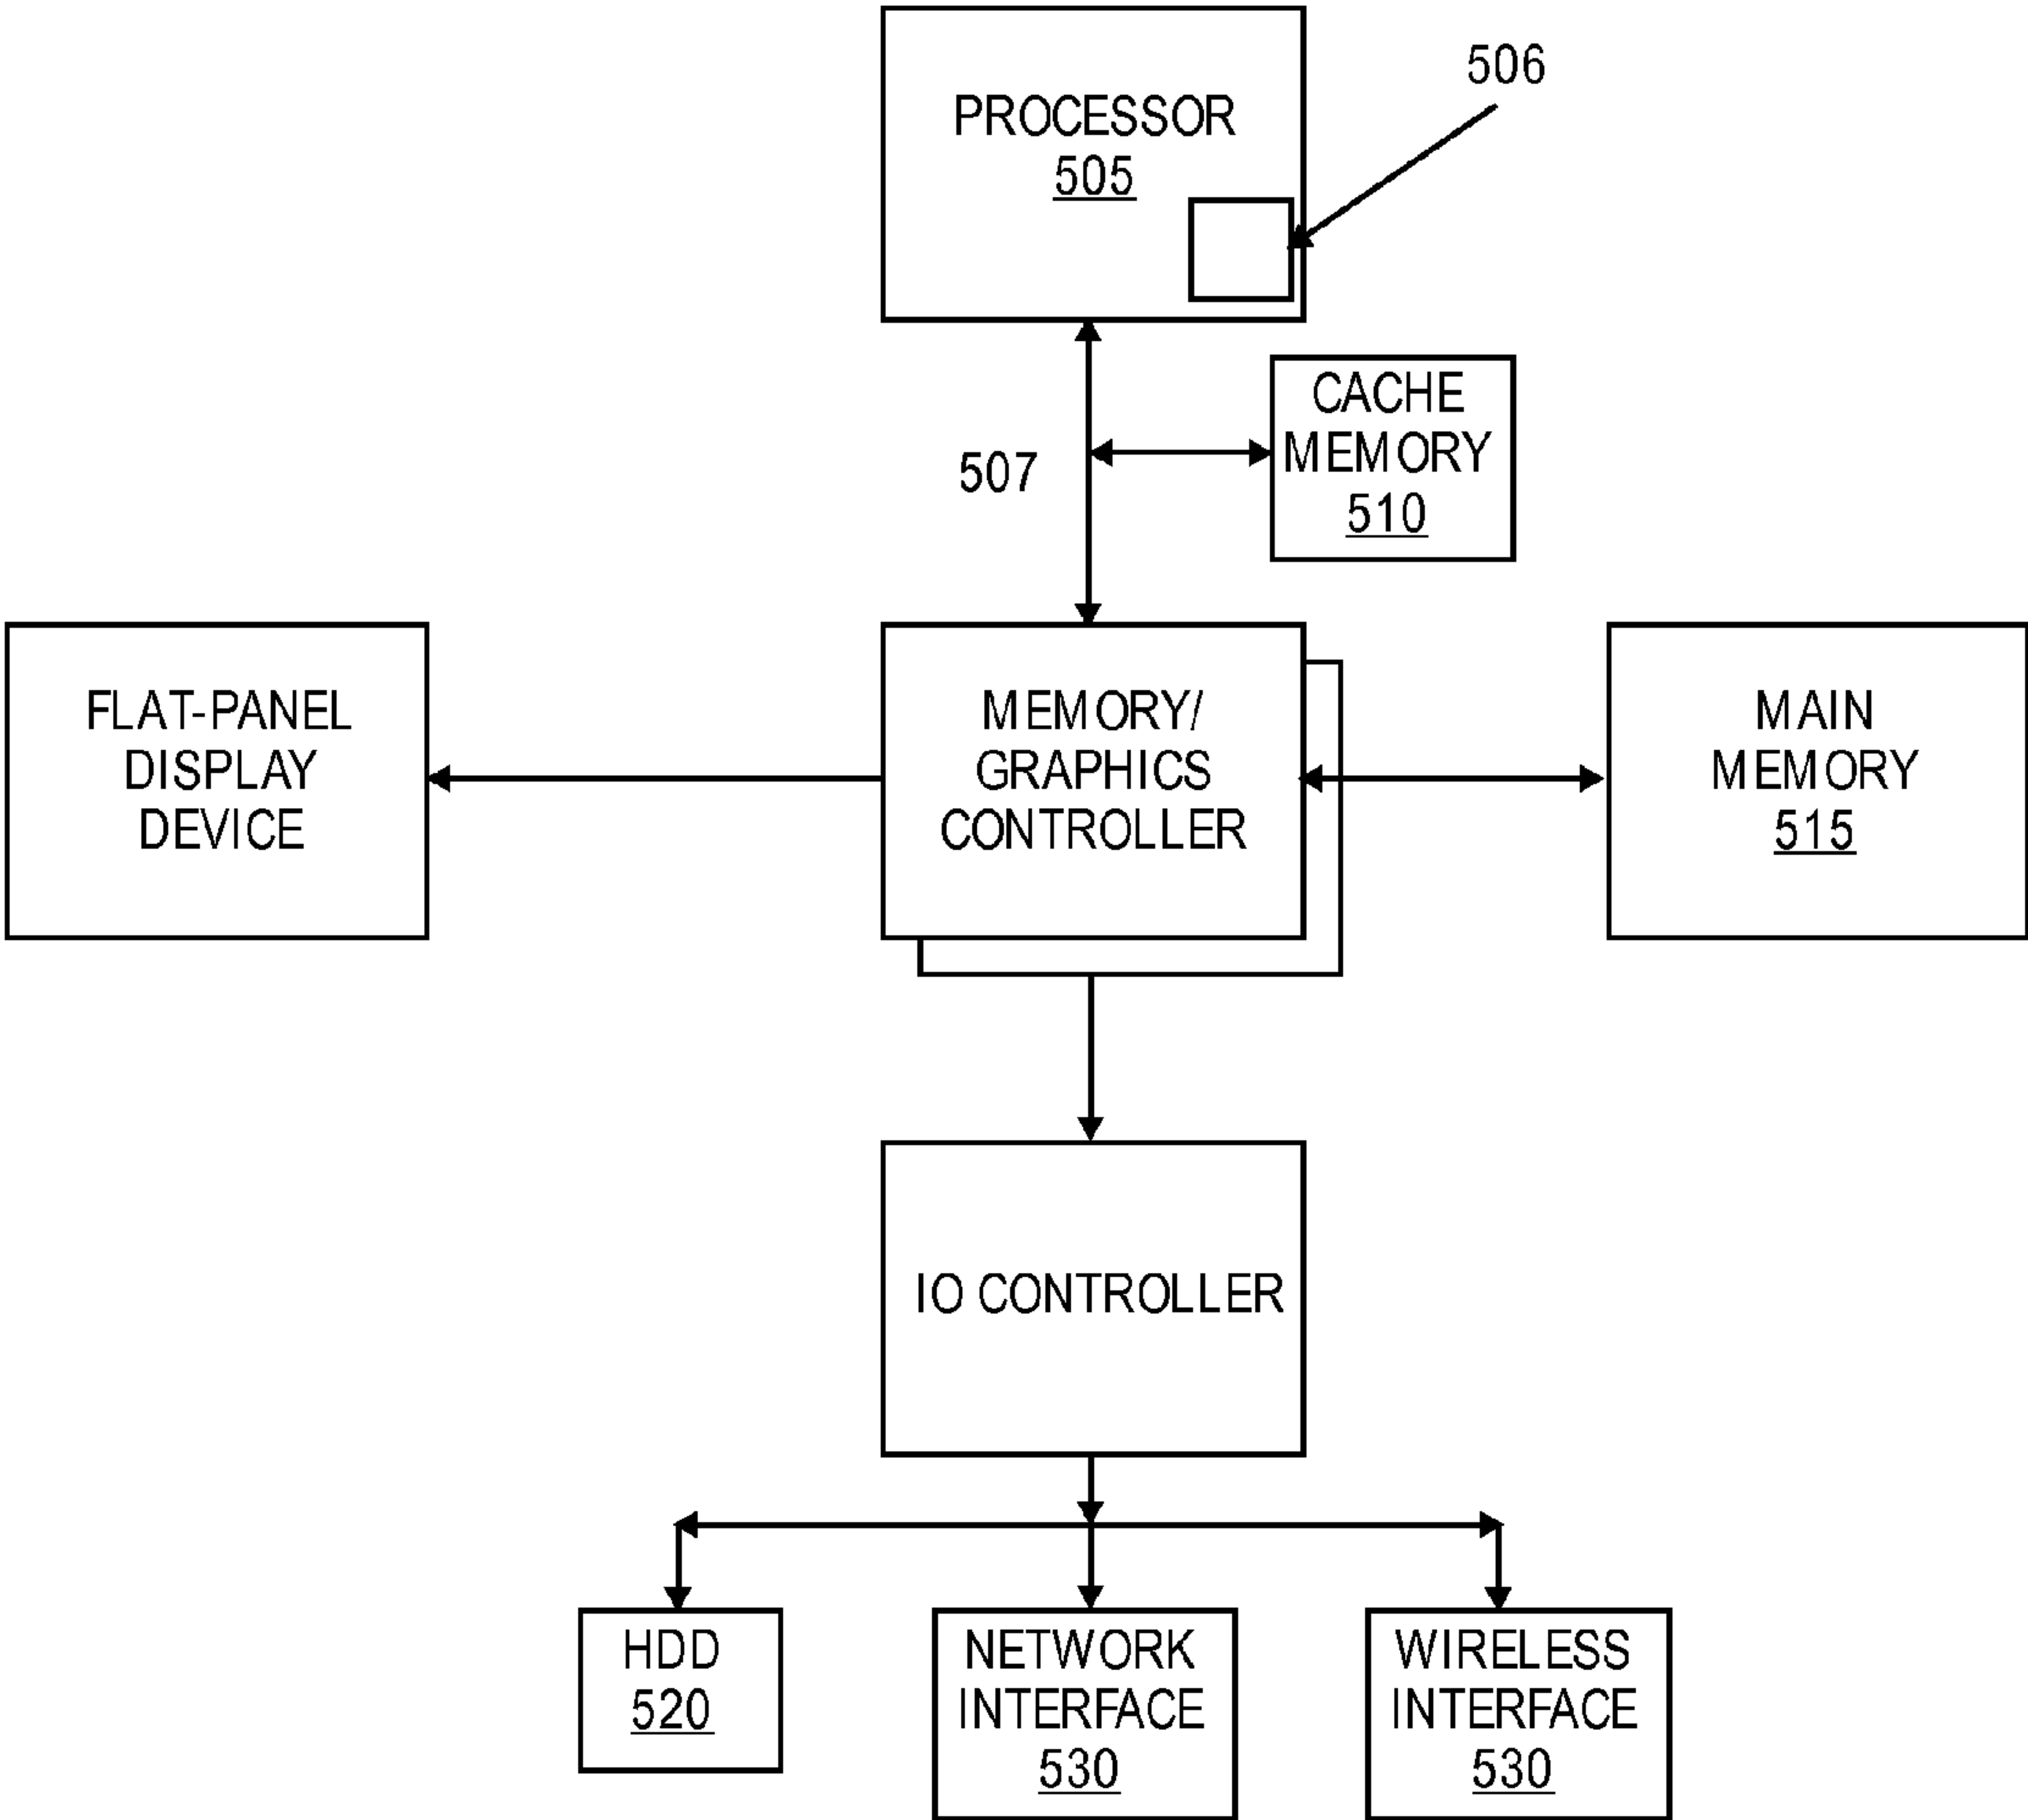 PROCESSOR
505
506
CACHE
MEMORY
510
507
FLAT-PANEL
DISPLAY
DEVICE
MEMORY/
GRAPHICS
CONTROLLER
MAIN
MEMORY
515
IO CONTROLLER
HDD
520
NETWORK
INTERFACE
530
WIRELESS
INTERFACE
530